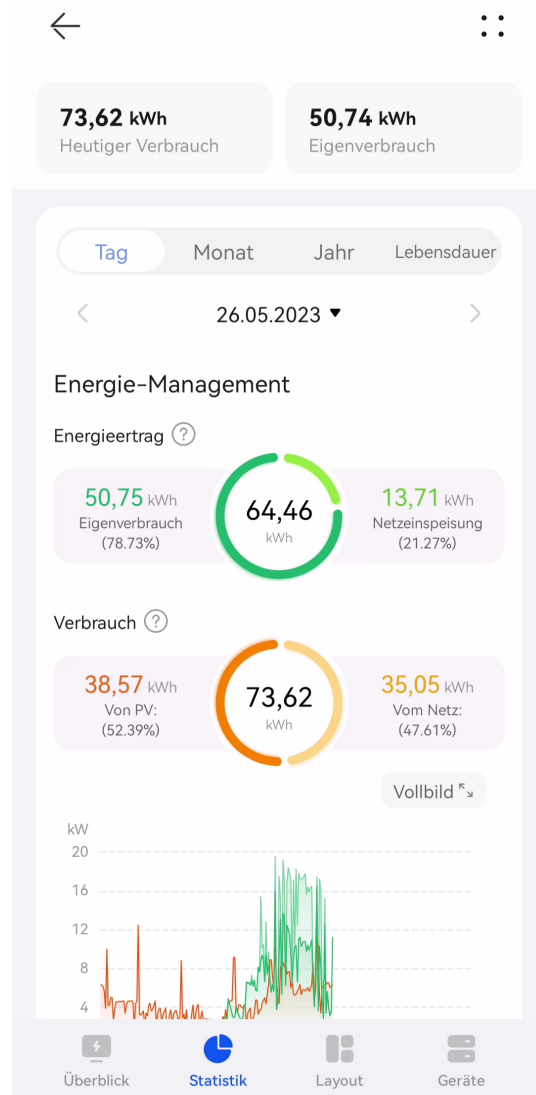 73,62 kWh
Heutiger Verbrauch
50,74 kWh
Eigenverbrauch
Tag Monat Jahr Lebensdauer
26.05.2023
Energie-Management
Energieertrag ?
50,75 kWh
Eigenverbrauch
(78.73%)
64,46
kWh
13,71 kWh
Netzeinspeisung
(21.27%)
Verbrauch ?
38,57 kWh
Von PV:
(52.39%)
73,62
kWh
35,05 kWh
Vom Netz:
(47.61%)
Vollbild
kW
20
16
12
8
4
Überblick Statistik Layout Geräte